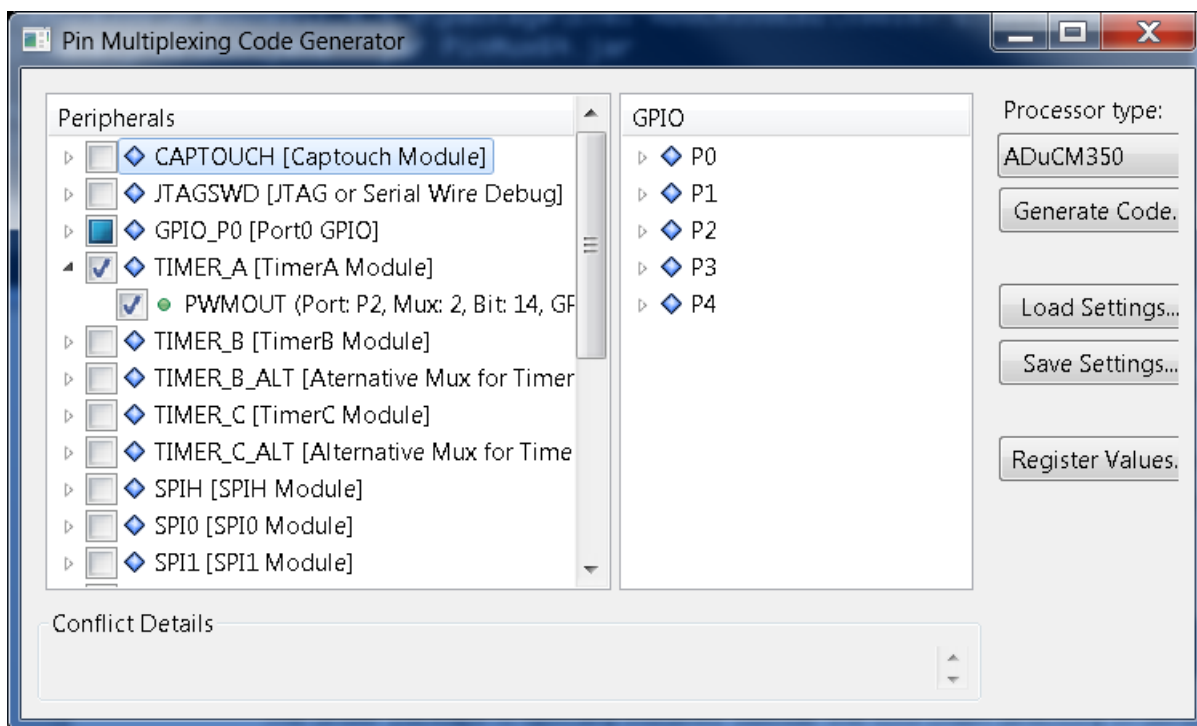 Pin Multiplexing Code Generator
Peripherals
CAPTOUCH [Captouch Module]
JTAGSWD [JTAG or Serial Wire Debug]
GPIO_P0 [Port0 GPIO]
TIMER_A [TimerA Module]
PWMOUT (Port: P2, Mux: 2, Bit: 14, GP
TIMER_B [TimerB Module]
TIMER_B_ALT [Aternative Mux for Timer
TIMER_C [TimerC Module]
TIMER_C_ALT [Alternative Mux for Time
SPIH [SPIH Module]
SPI0 [SPI0 Module]
SPI1 [SPI1 Module]
GPIO
P0
P1
P2
P3
P4
Processor type:
ADuCM350
Generate Code.
Load Settings...
Save Settings...
Register Values.
Conflict Details